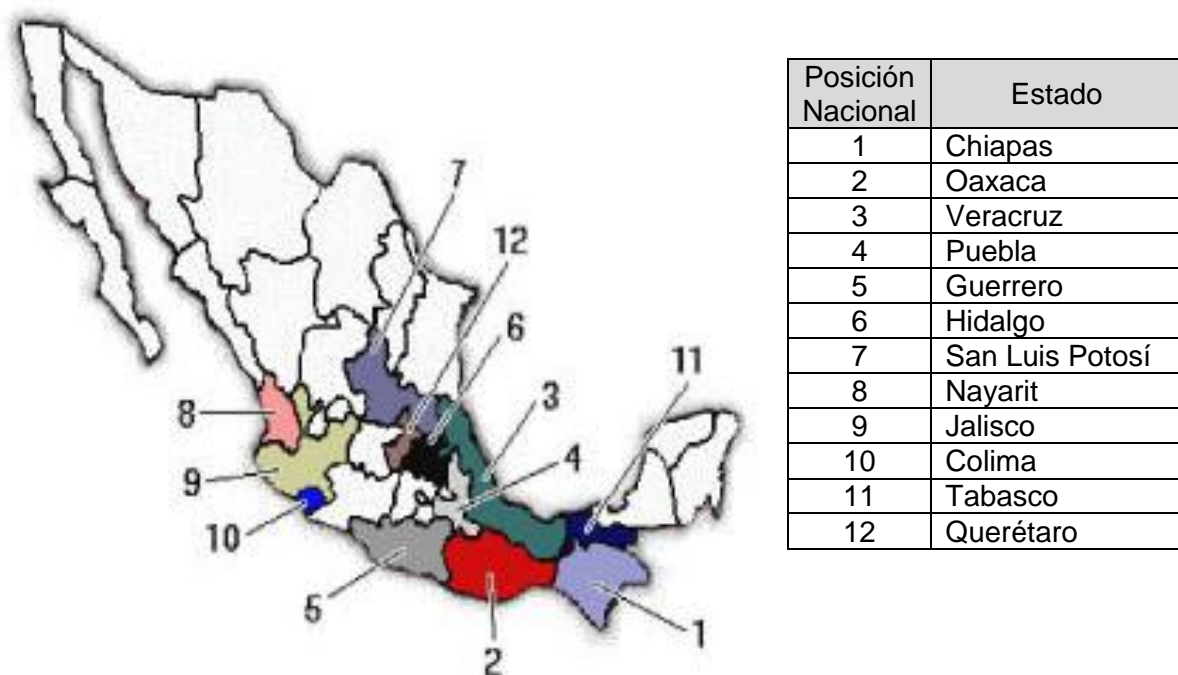 7
12
6
11
3
8
4
9
10
5
2
1
Posición
Nacional
Estado
1 Chiapas
2 Oaxaca
3 Veracruz
4 Puebla
5 Guerrero
6 Hidalgo
7 San Luis Potosí
8 Nayarit
9 Jalisco
10 Colima
11 Tabasco
12 Querétaro